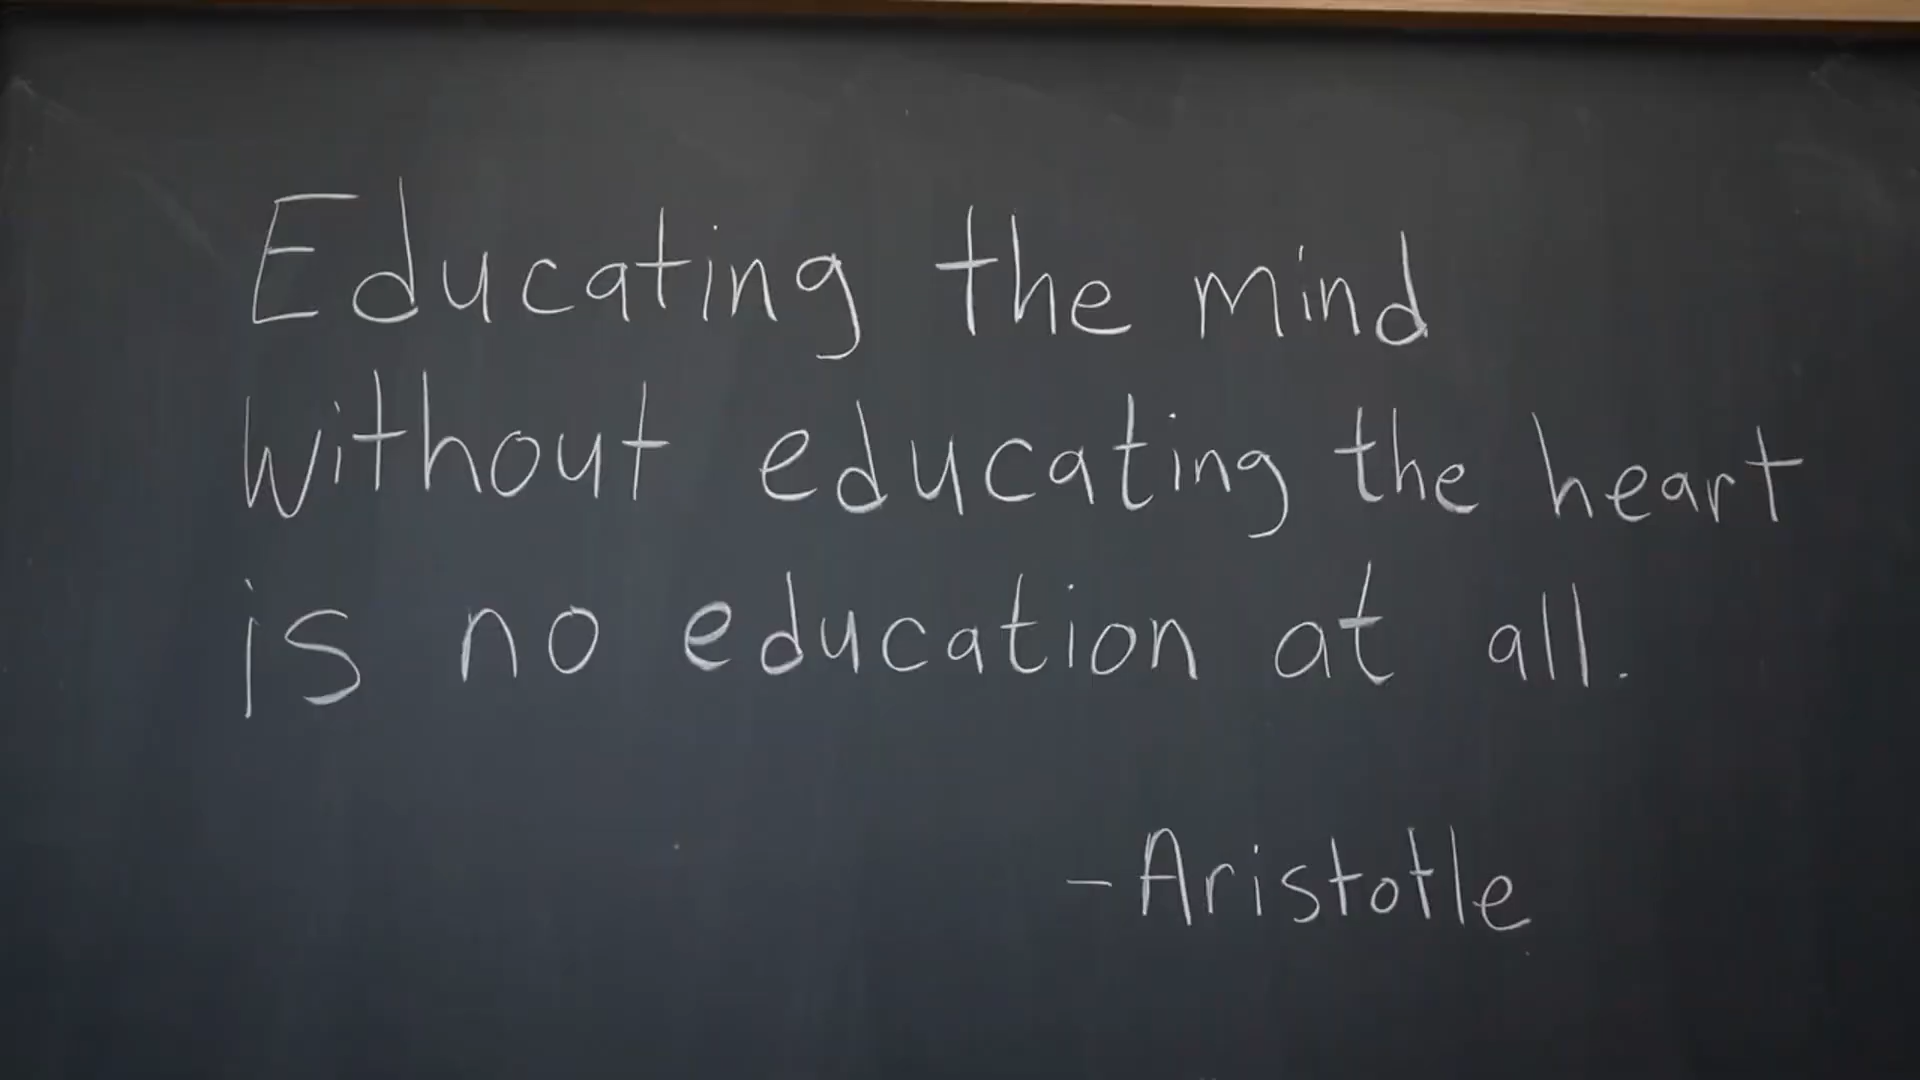 Educating the mind
without educating the heart
is no education at all.
-Aristotle